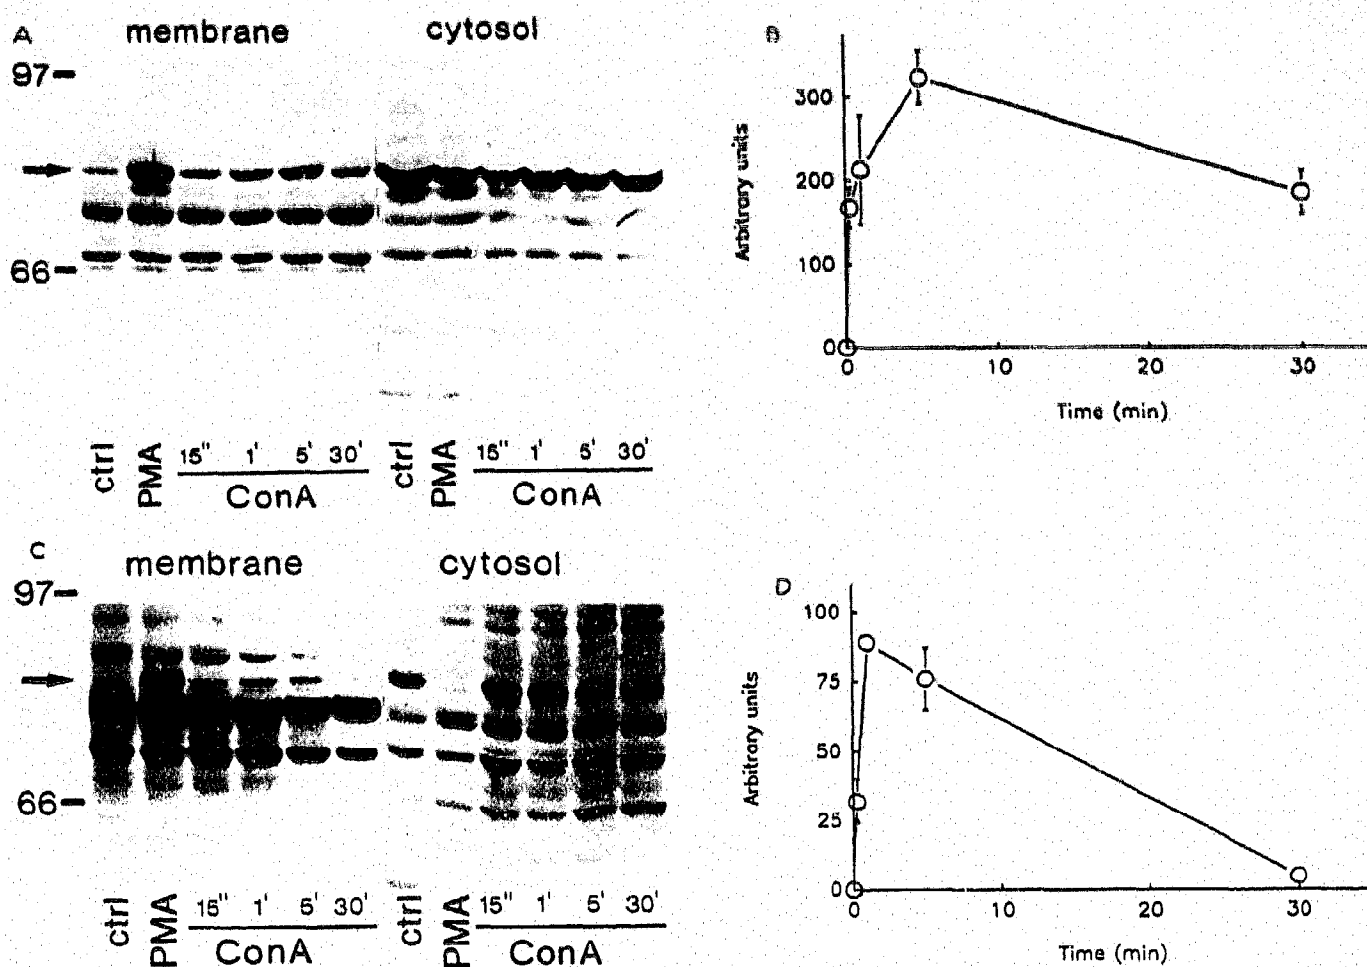 A membrane cytosol
97
66
ctrl PMA 15" 1' 5' 30' ctrl PMA 15" 1' 5' 30'
ConA ConA
B
Arbitrary units
300
200
100
0
0 10 20 30
Time (min)
C membrane cytosol
97
66
ctrl PMA 15" 1' 5' 30' ctrl PMA 15" 1' 5' 30'
ConA ConA
D
Arbitrary units
100
75
50
25
0
0 10 20 30
Time (min)